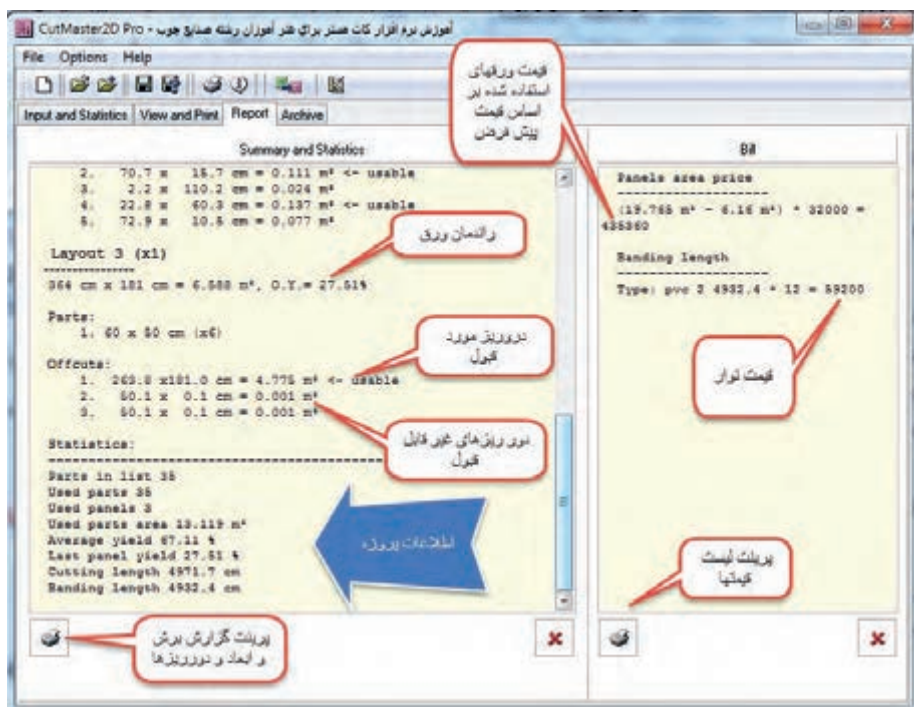 CutMaster2D Pro - آموزش نرم افزار کات مستر برای هنر آموزان رشته صنایع چوب
File Options Help
Input and Statistics View and Print Report Archive
Summary and Statistics
2. 70.7 x 15.7 cm = 0.111 m² <- usable
3. 2.2 x 110.2 cm = 0.024 m²
4. 22.8 x 60.3 cm = 0.137 m² <- usable
5. 72.9 x 10.5 cm = 0.077 m²
Layout 3 (x1)
364 cm x 181 cm = 6.588 m², O.Y.= 27.51%
Parts:
1. 60 x 50 cm (x6)
Offcuts:
1. 263.8 x181.0 cm = 4.775 m² <- usable
2. 50.1 x 0.1 cm = 0.001 m²
3. 50.1 x 0.1 cm = 0.001 m²
Statistics:
Parts in list 35
Used parts 35
Used panels 3
Used parts area 13.119 m²
Average yield 67.11 %
Last panel yield 27.51 %
Cutting length 4971.7 cm
Banding length 4932.4 cm
راندمان ورق
دورریز مورد
قبول
دور ریزهای غیر قابل
قبول
اطلاعات پروژه
پرینت گزارش برش
و ابعاد و دورریزها
قیمت ورقهای
استفاده شده بر
اساس قیمت
پیش فرض
Bill
Panels area price
(19.765 m² - 6.16 m²) * 32000 =
435360
Banding length
Type: pvc 2 4932.4 * 12 = 59200
قیمت نوار
پرینت لیست
قیمتها